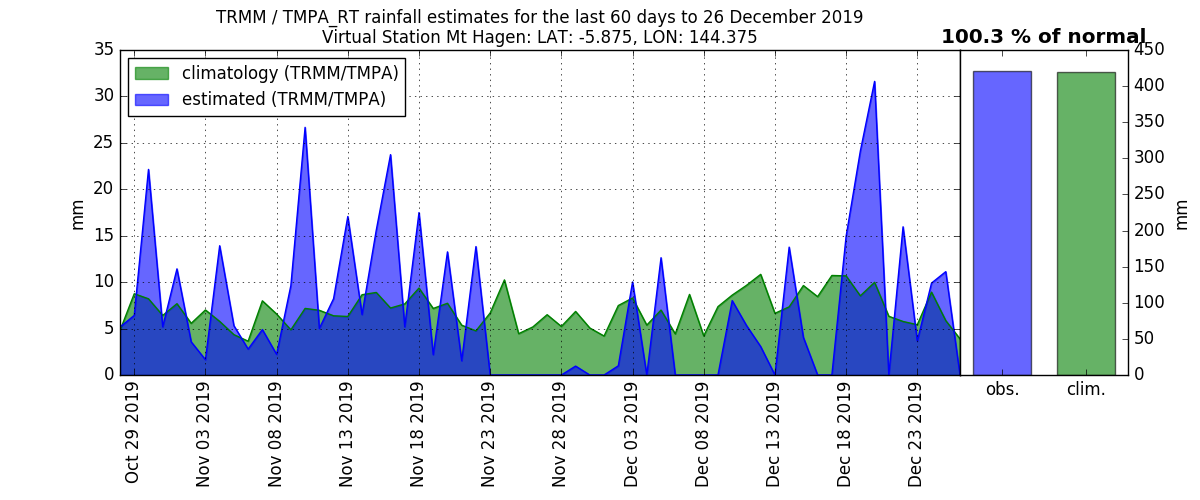 TRMM / TMPA_RT rainfall estimates for the last 60 days to 26 December 2019
Virtual Station Mt Hagen: LAT: -5.875, LON: 144.375
100.3 % of normal
climatology (TRMM/TMPA)
estimated (TRMM/TMPA)
35
30
25
20
15
10
5
0
mm
450
400
350
300
250
200
150
100
50
0
mm
Oct 29 2019
Nov 03 2019
Nov 08 2019
Nov 13 2019
Nov 18 2019
Nov 23 2019
Nov 28 2019
Dec 03 2019
Dec 08 2019
Dec 13 2019
Dec 18 2019
Dec 23 2019
obs.
clim.